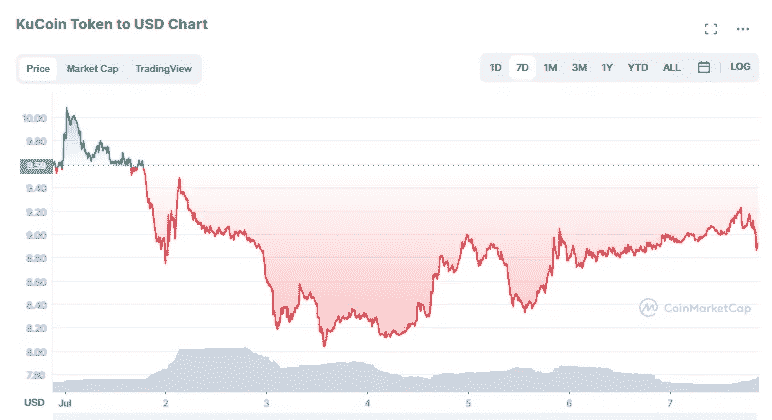 KuCoin Token to USD Chart
Price Market Cap TradingView
1D 7D 1M 3M 1Y YTD ALL LOG
10.00
9.80
9.40
9.20
9.00
8.80
8.60
8.40
8.20
8.00
7.80
CoinMarketCap
USD Jul 2 3 4 5 6 7